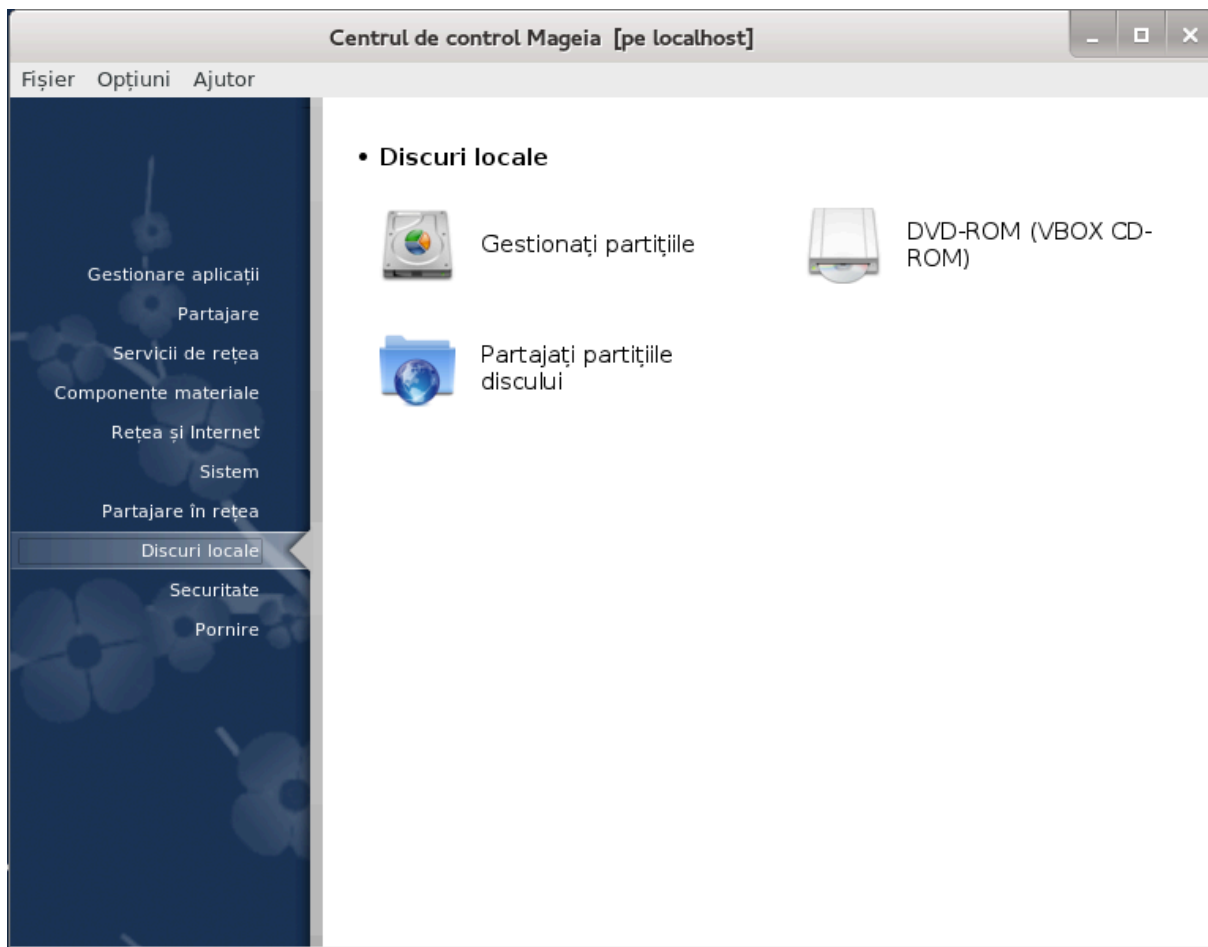 Centrul de control Mageia [pe localhost]
Fișier Opțiuni Ajutor
Gestionare aplicații
Partajare
Servicii de rețea
Componente materiale
Rețea și Internet
Sistem
Partajare în rețea
Discuri locale
Securitate
Pornire
• Discuri locale
Gestionați partițiile
DVD-ROM (VBOX CD-
ROM)
Partajați partițiile
discului